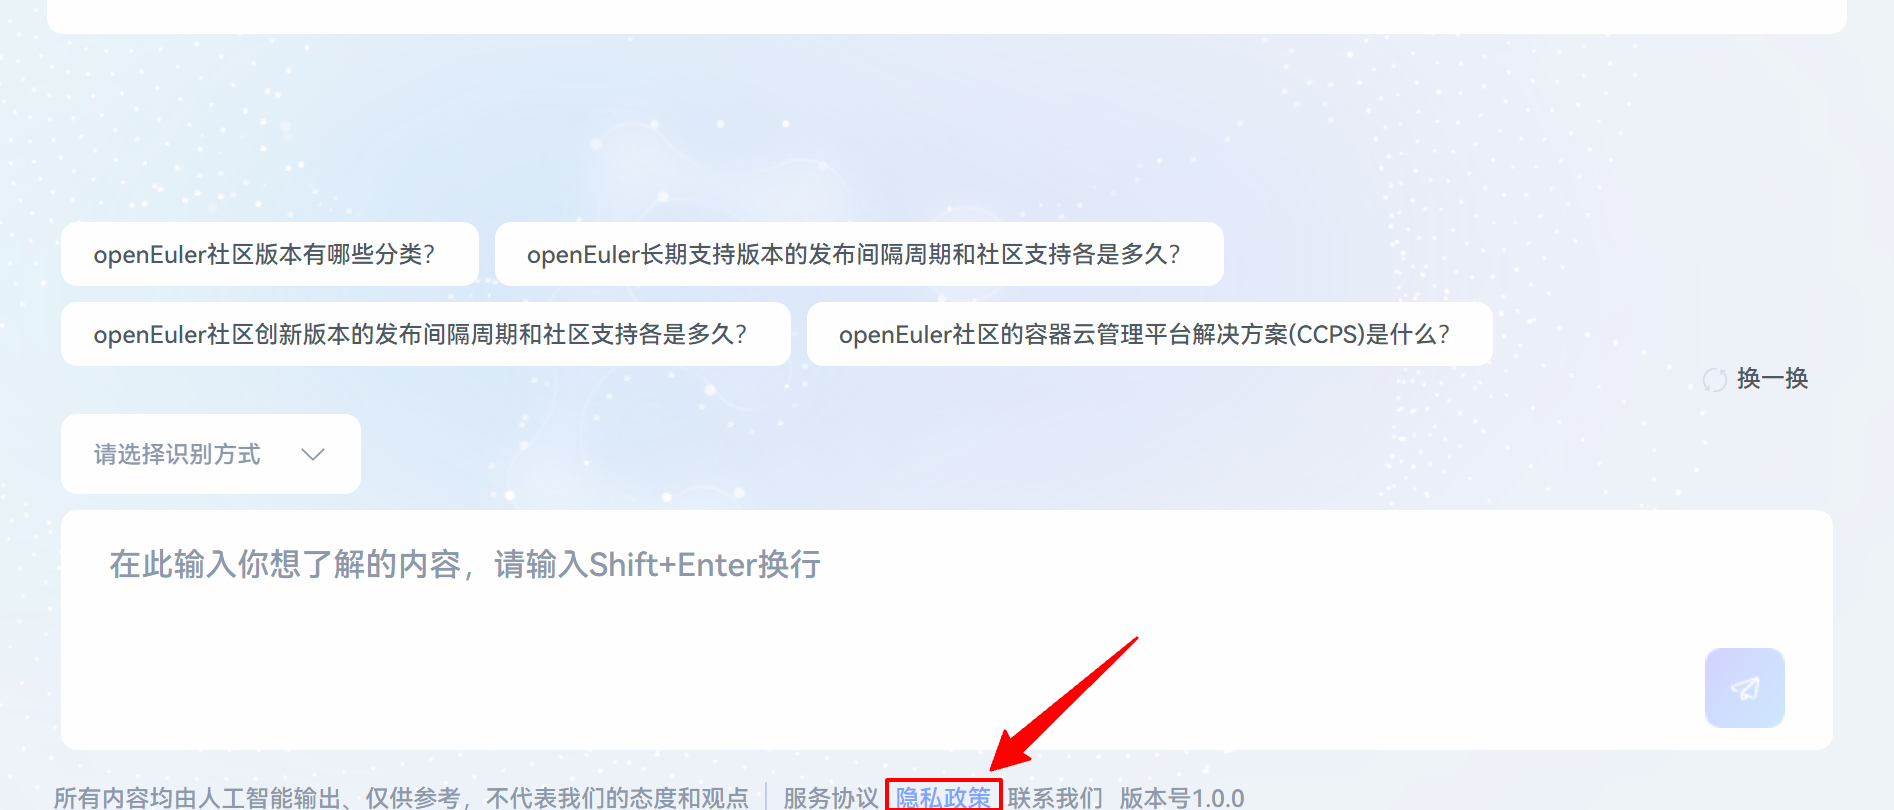 openEuler社区版本有哪些分类?
openEuler长期支持版本的发布间隔周期和社区支持各是多久?
openEuler社区创新版本的发布间隔周期和社区支持各是多久?
openEuler社区的容器云管理平台解决方案(CCPS)是什么?
换一换
请选择识别方式
在此输入你想了解的内容，请输入Shift+Enter换行
所有内容均由人工智能输出、仅供参考，不代表我们的态度和观点 服务协议 隐私政策 联系我们 版本号1.0.0